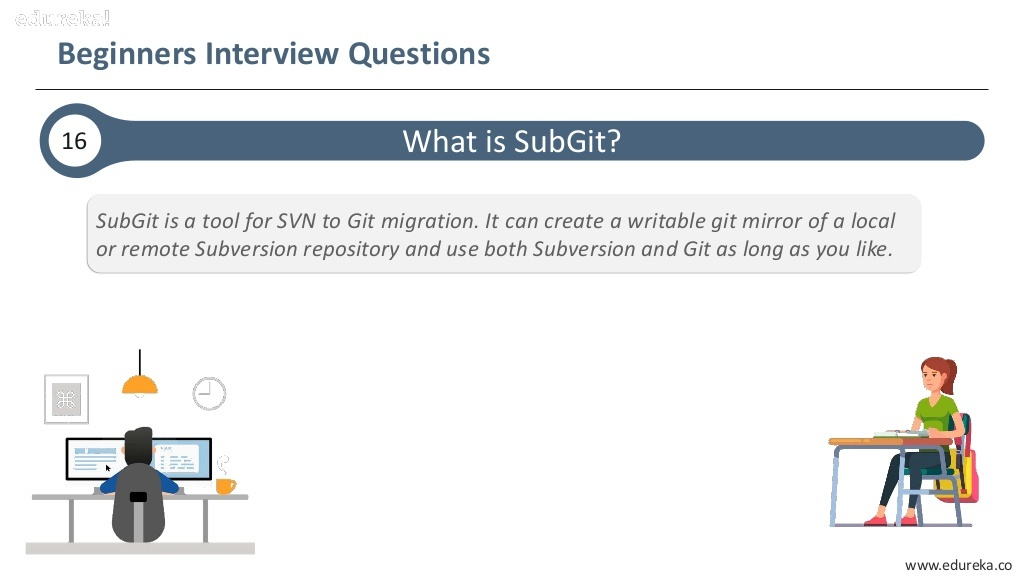 edureka!
Beginners Interview Questions
16
What is SubGit?
SubGit is a tool for SVN to Git migration. It can create a writable git mirror of a local
or remote Subversion repository and use both Subversion and Git as long as you like.
www.edureka.co